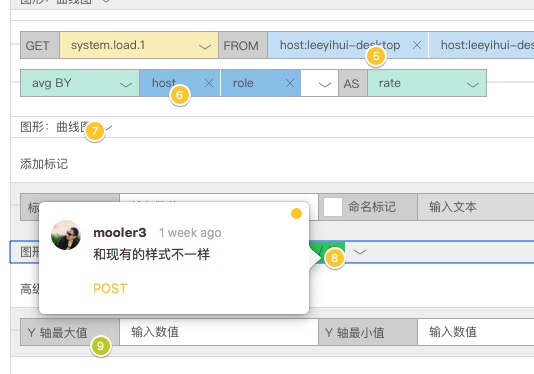 图形：曲线图
GET system.load.1 FROM host:leeyihui-desktop × host:leeyihui-des
5
avg BY host × role × AS rate
6
图形：曲线图
7
添加标记
标 命名标记 输入文本
mooler3 1 week ago
和现有的样式不一样
POST
图形 8
高级
Y 轴最大值 输入数值 Y 轴最小值 输入数值
9